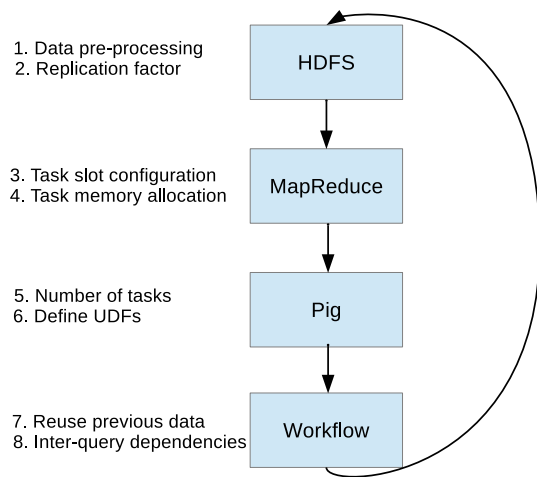 1. Data pre-processing
2. Replication factor
HDFS
3. Task slot configuration
4. Task memory allocation
MapReduce
5. Number of tasks
6. Define UDFs
Pig
7. Reuse previous data
8. Inter-query dependencies
Workflow